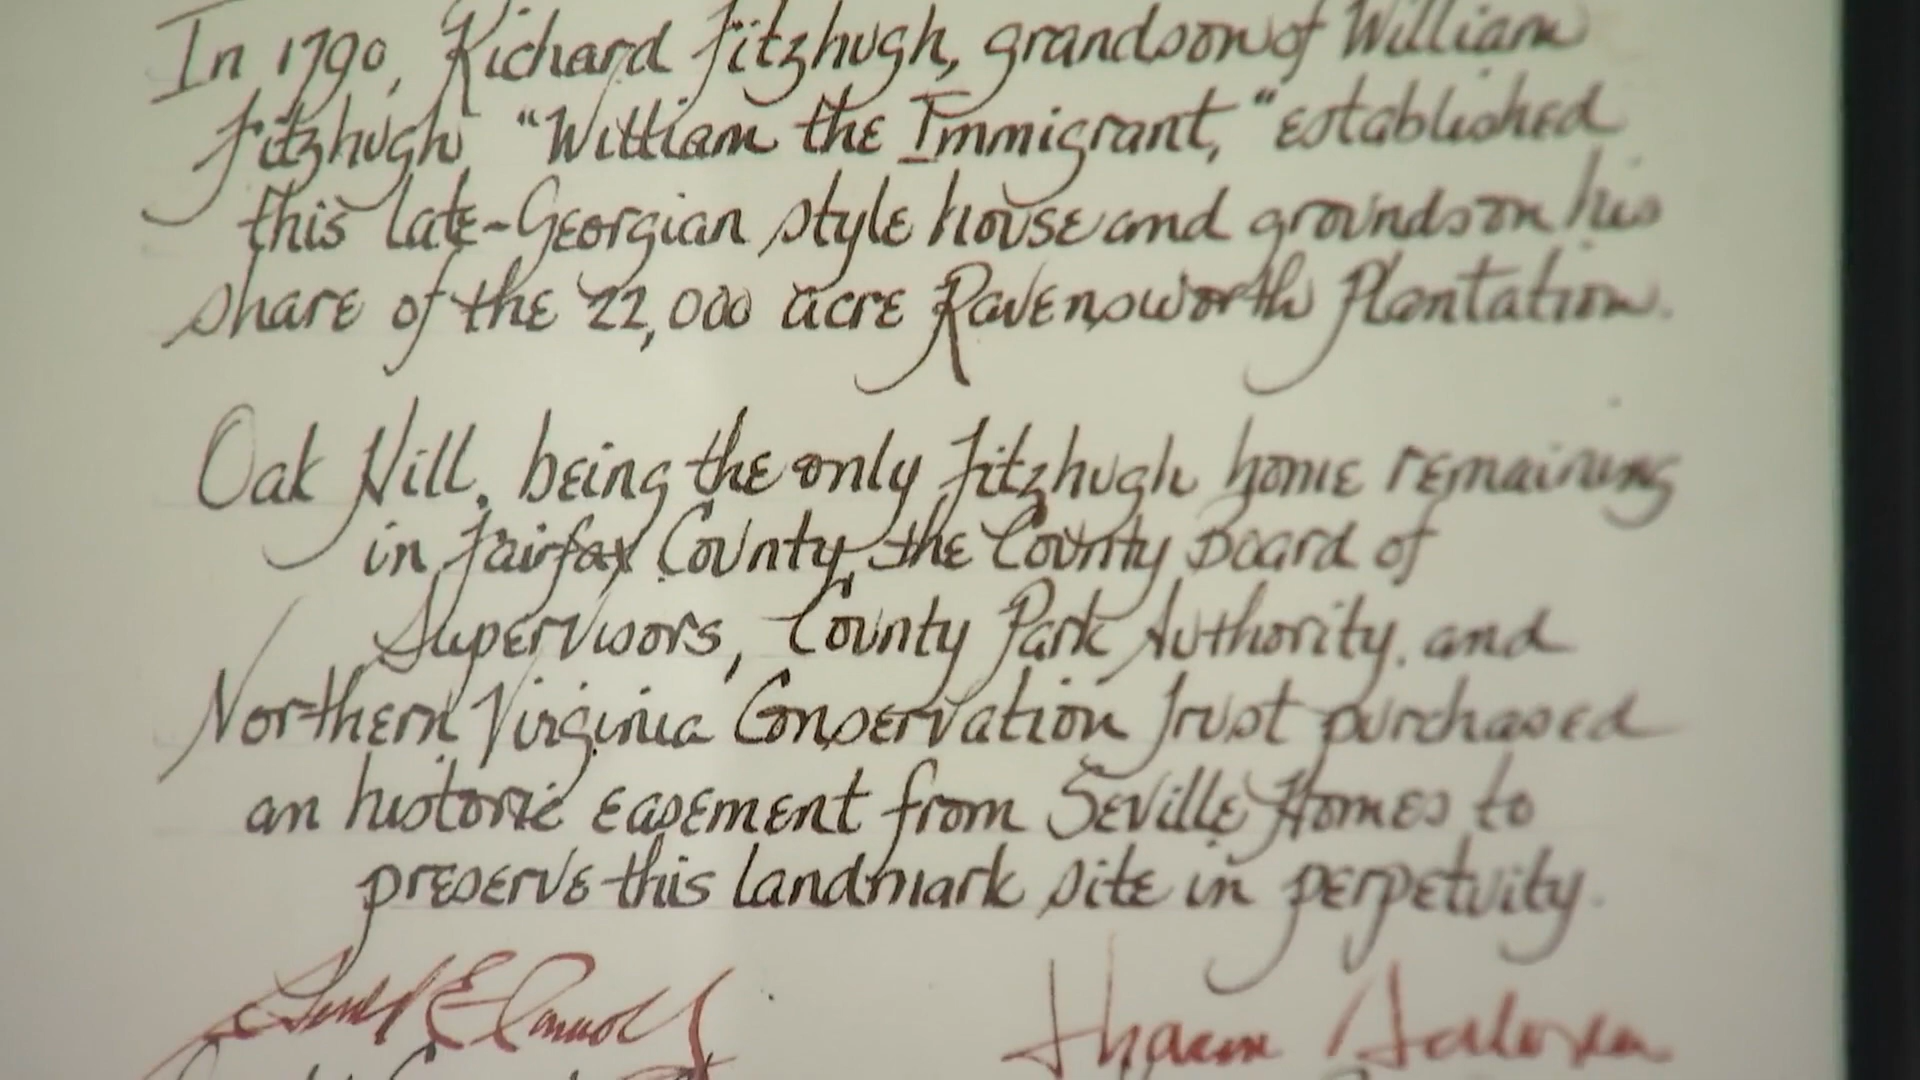 In 1790, Richard Fitzhugh, grandson of William
Fitzhugh "William the Immigrant," established
this late-Georgian style house and grounds on his
share of the 22,000 acre Ravensworth Plantation.
Oak Hill, being the only Fitzhugh home remaining
in Fairfax County, the County Board of
Supervisors, County Park Authority, and
Northern Virginia Conservation Trust purchased
an historic easement from Seville Homes to
preserve this landmark site in perpetuity.